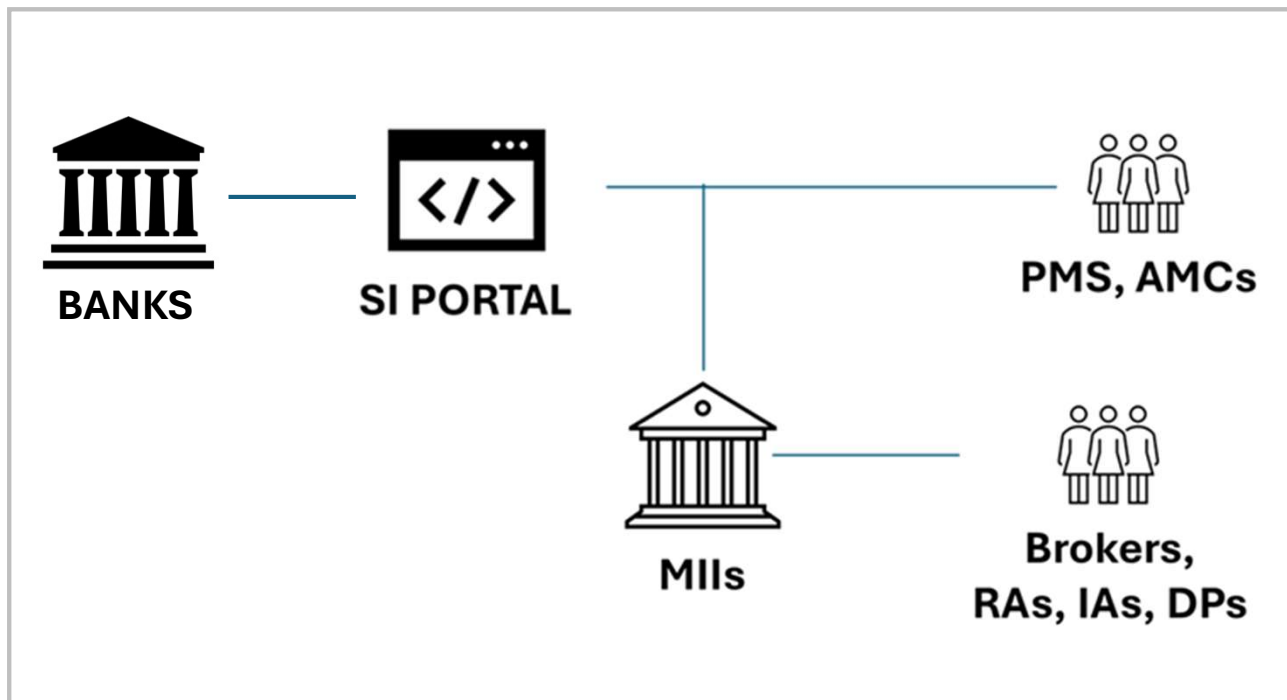 BANKS
</>
SI PORTAL
PMS, AMCs
MIIs
Brokers,
RAs, IAs, DPs